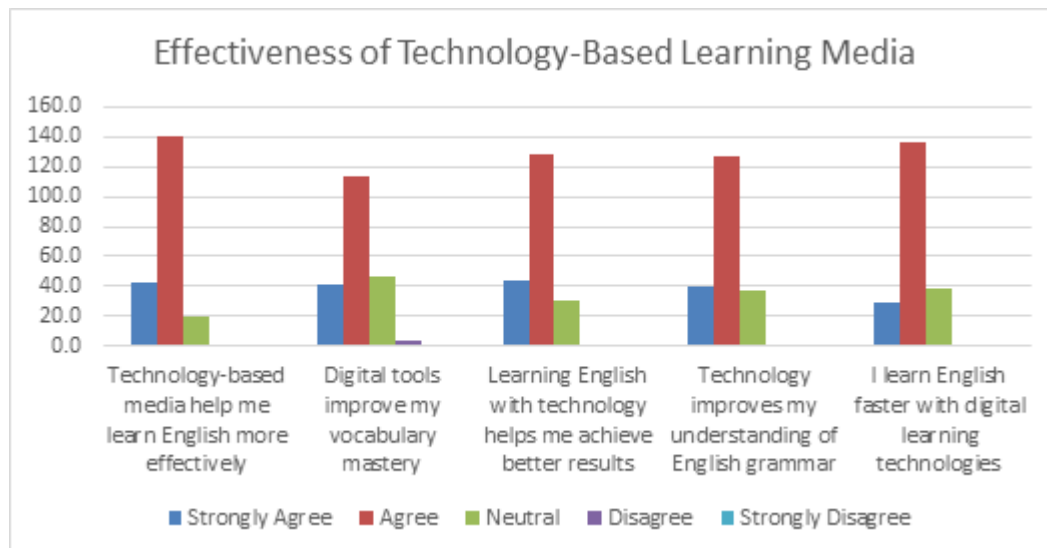 Effectiveness of Technology-Based Learning Media
160.0
140.0
120.0
100.0
80.0
60.0
40.0
20.0
0.0
Technology-based
media help me
learn English more
effectively
Digital tools
improve my
vocabulary
mastery
Learning English
with technology
helps me achieve
better results
Technology
improves my
understanding of
English grammar
I learn English
faster with digital
learning
technologies
Strongly Agree
Agree
Neutral
Disagree
Strongly Disagree